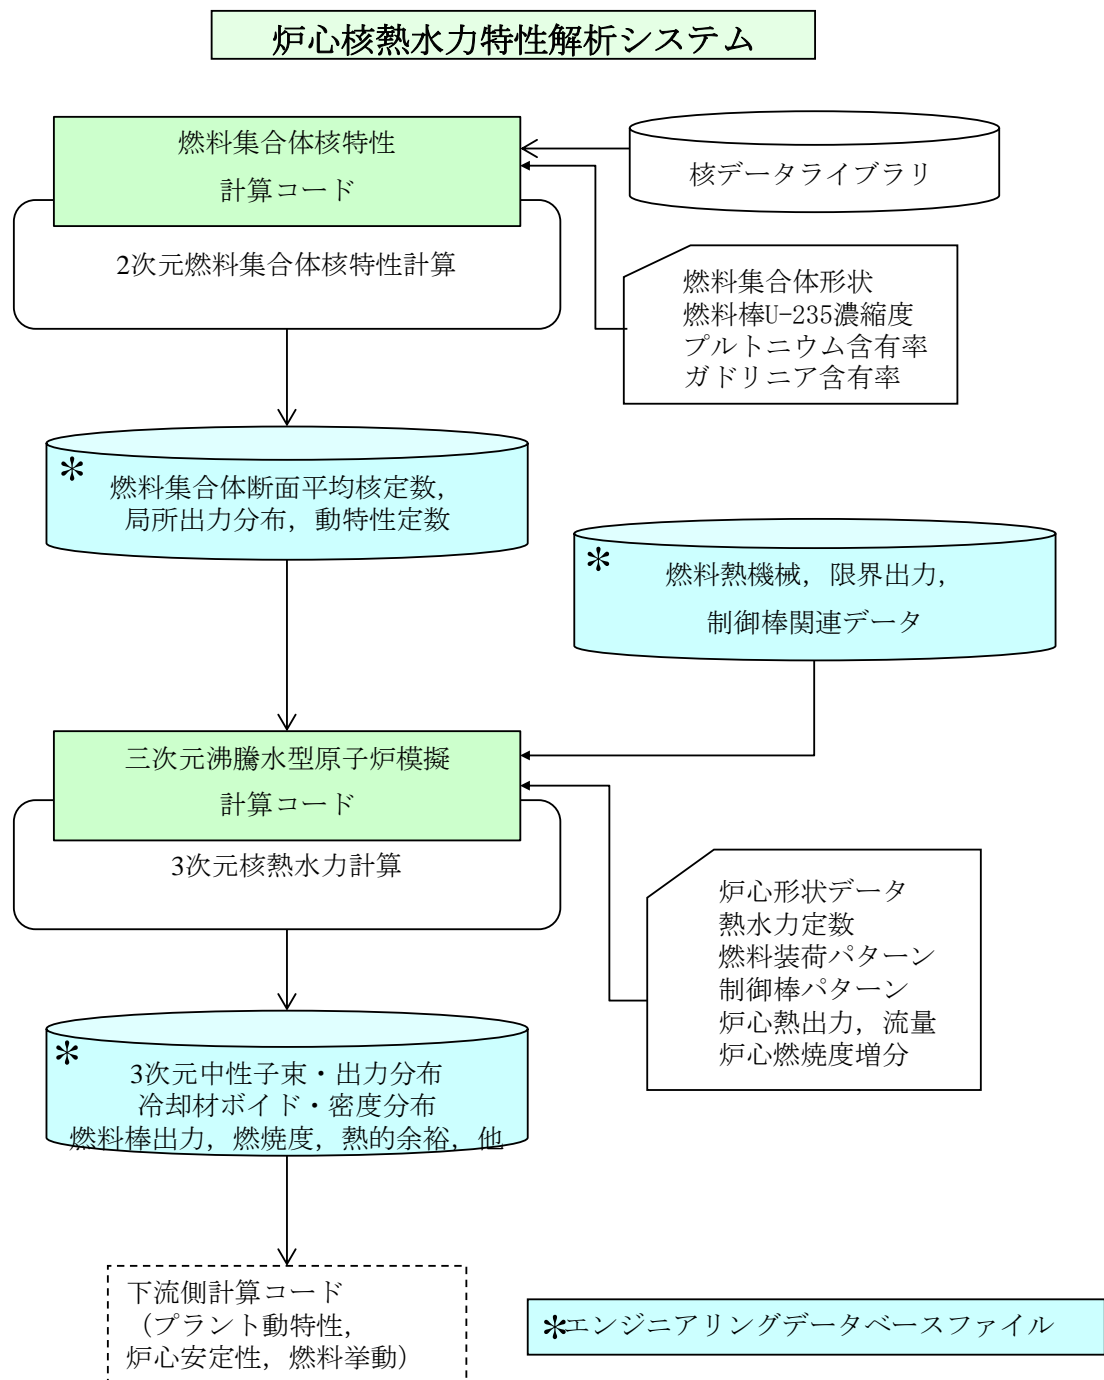 炉心核熱水力特性解析システム
燃料集合体核特性
計算コード
2次元燃料集合体核特性計算
核データライブラリ
燃料集合体形状
燃料棒U-235濃縮度
プルトニウム含有率
ガドリニア含有率
*
燃料集合体断面平均核定数,
局所出力分布, 動特性定数
*
燃料熱機械, 限界出力,
制御棒関連データ
三次元沸騰水型原子炉模擬
計算コード
3次元核熱水力計算
炉心形状データ
熱水力定数
燃料装荷パターン
制御棒パターン
炉心熱出力, 流量
炉心燃焼度増分
*
3次元中性子束・出力分布
冷却材ボイド・密度分布
燃料棒出力, 燃焼度, 熱的余裕, 他
下流側計算コード
（プラント動特性,
炉心安定性, 燃料挙動）
*エンジニアリングデータベースファイル